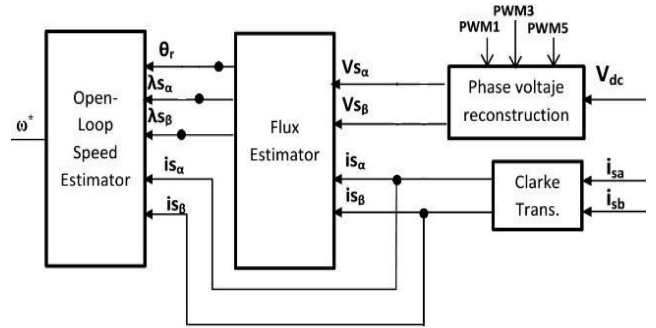 PWM3
PWM1 PWM5
θr
λsα
λsβ
isα
isβ
ω*
Open-
Loop
Speed
Estimator
Flux
Estimator
Vsα
Vsβ
isα
isβ
Phase voltaje
reconstruction
Vdc
Clarke
Trans.
isa
isb